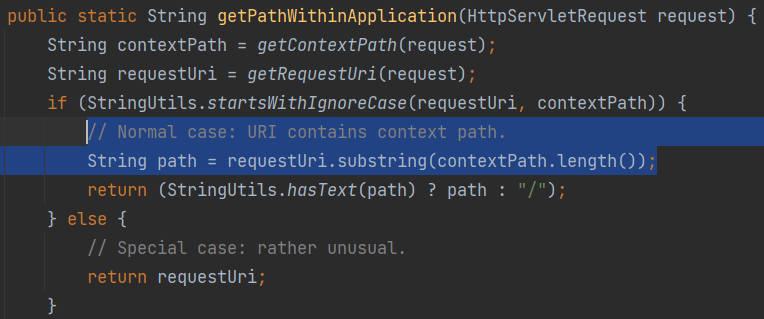 public static String getPathWithinApplication(HttpServletRequest request) {
    String contextPath = getContextPath(request);
    String requestUri = getRequestUri(request);
    if (StringUtils.startsWithIgnoreCase(requestUri, contextPath)) {
        // Normal case: URI contains context path.
        String path = requestUri.substring(contextPath.length());
        return (StringUtils.hasText(path) ? path : "/");
    } else {
        // Special case: rather unusual.
        return requestUri;
    }